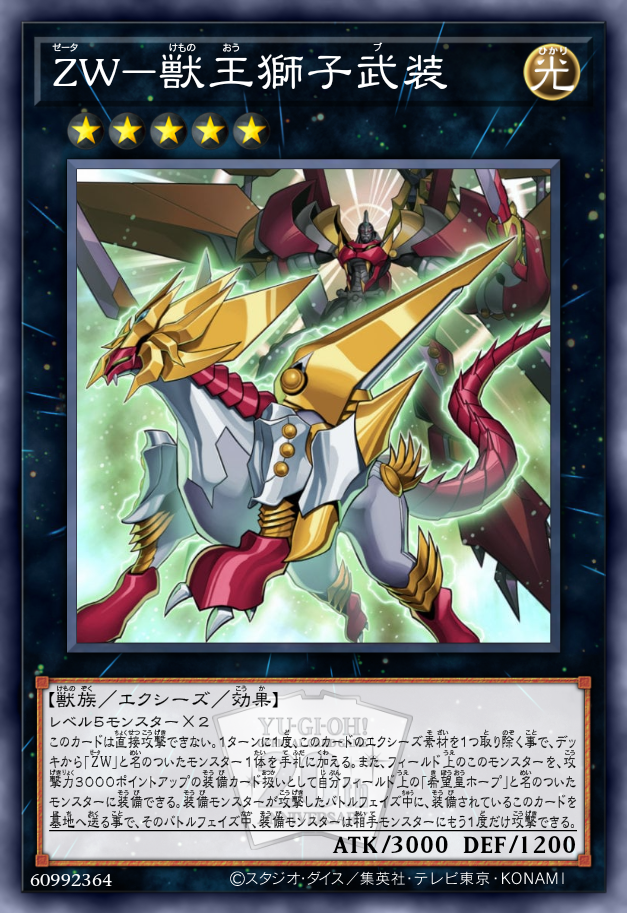 ZW－獣王獅子武装
光
【獣族／エクシーズ／効果】
レベル5モンスター×2
このカードは直接攻撃できない。1ターンに1度、このカードのエクシーズ素材を1つ取り除く事で、デッ
キから「ZW」と名のついたモンスター1体を手札に加える。また、フィールド上のこのモンスターを、攻
撃力3000ポイントアップの装備カード扱いとして自分フィールド上の「希望皇ホープ」と名のついた
モンスターに装備できる。装備モンスターが攻撃したバトルフェイズ中に、装備されているこのカードを
墓地へ送る事で、そのバトルフェイズ中、装備モンスターは相手モンスターにもう1度だけ攻撃できる。
YU-GI-OH!
ATK/3000 DEF/1200
60992364 ©スタジオ・ダイス／集英社・テレビ東京・KONAMI